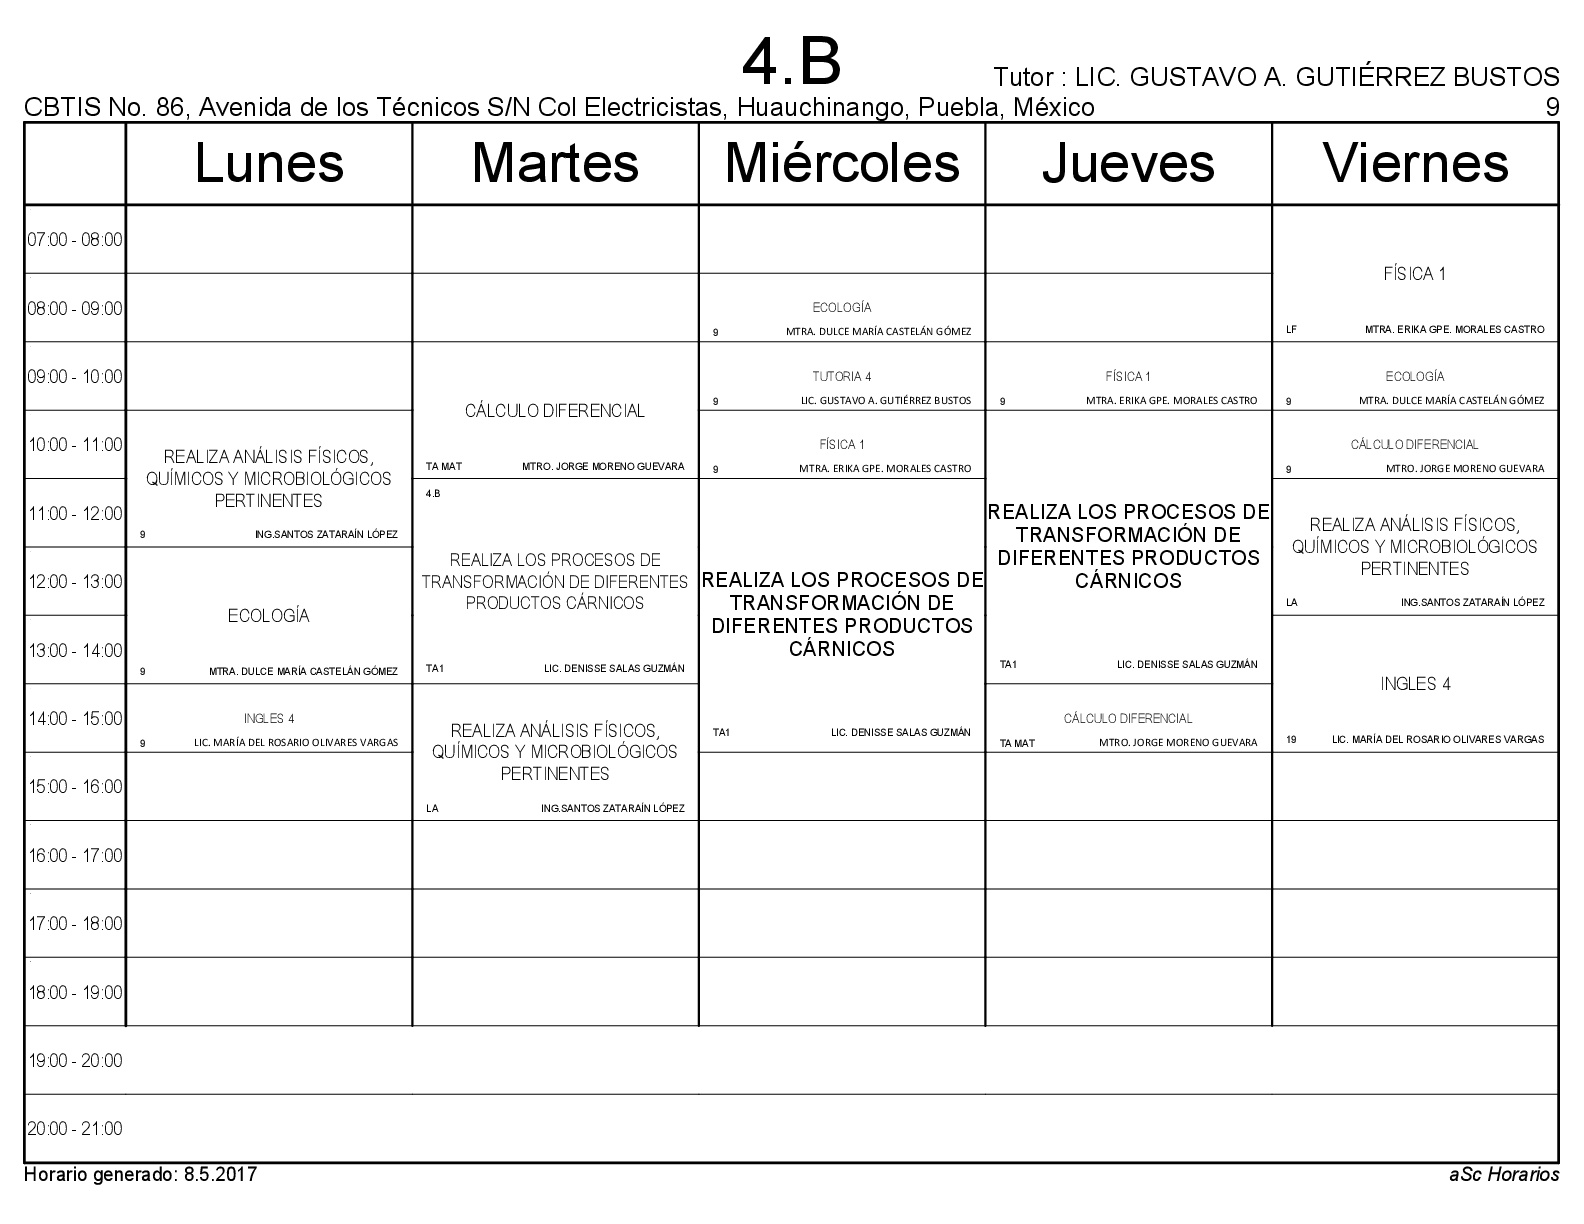 4.B
Tutor : LIC. GUSTAVO A. GUTIÉRREZ BUSTOS
CBTIS No. 86, Avenida de los Técnicos S/N Col Electricistas, Huauchinango, Puebla, México 9
Lunes Martes Miércoles Jueves Viernes
07:00 - 08:00
FÍSICA 1
LF MTRA. ERIKA GPE. MORALES CASTRO
08:00 - 09:00
ECOLOGÍA
9 MTRA. DULCE MARÍA CASTELÁN GÓMEZ
09:00 - 10:00
CÁLCULO DIFERENCIAL
TA MAT MTRO. JORGE MORENO GUEVARA
TUTORIA 4
9 LIC. GUSTAVO A. GUTIÉRREZ BUSTOS
FÍSICA 1
9 MTRA. ERIKA GPE. MORALES CASTRO
ECOLOGÍA
9 MTRA. DULCE MARÍA CASTELÁN GÓMEZ
10:00 - 11:00
REALIZA ANÁLISIS FÍSICOS,
QUÍMICOS Y MICROBIOLÓGICOS
PERTINENTES
9 ING.SANTOS ZATARAÍN LÓPEZ
FÍSICA 1
9 MTRA. ERIKA GPE. MORALES CASTRO
REALIZA LOS PROCESOS DE
TRANSFORMACIÓN DE
DIFERENTES PRODUCTOS
CÁRNICOS
TA1 LIC. DENISSE SALAS GUZMÁN
CÁLCULO DIFERENCIAL
9 MTRO. JORGE MORENO GUEVARA
11:00 - 12:00
4.B
REALIZA LOS PROCESOS DE
TRANSFORMACIÓN DE DIFERENTES
PRODUCTOS CÁRNICOS
TA1 LIC. DENISSE SALAS GUZMÁN
REALIZA LOS PROCESOS DE
TRANSFORMACIÓN DE
DIFERENTES PRODUCTOS
CÁRNICOS
TA1 LIC. DENISSE SALAS GUZMÁN
REALIZA ANÁLISIS FÍSICOS,
QUÍMICOS Y MICROBIOLÓGICOS
PERTINENTES
LA ING.SANTOS ZATARAÍN LÓPEZ
12:00 - 13:00
ECOLOGÍA
9 MTRA. DULCE MARÍA CASTELÁN GÓMEZ
13:00 - 14:00
INGLES 4
19 LIC. MARÍA DEL ROSARIO OLIVARES VARGAS
14:00 - 15:00
INGLES 4
9 LIC. MARÍA DEL ROSARIO OLIVARES VARGAS
REALIZA ANÁLISIS FÍSICOS,
QUÍMICOS Y MICROBIOLÓGICOS
PERTINENTES
LA ING.SANTOS ZATARAÍN LÓPEZ
CÁLCULO DIFERENCIAL
TA MAT MTRO. JORGE MORENO GUEVARA
15:00 - 16:00
16:00 - 17:00
17:00 - 18:00
18:00 - 19:00
19:00 - 20:00
20:00 - 21:00
Horario generado: 8.5.2017 aSc Horarios